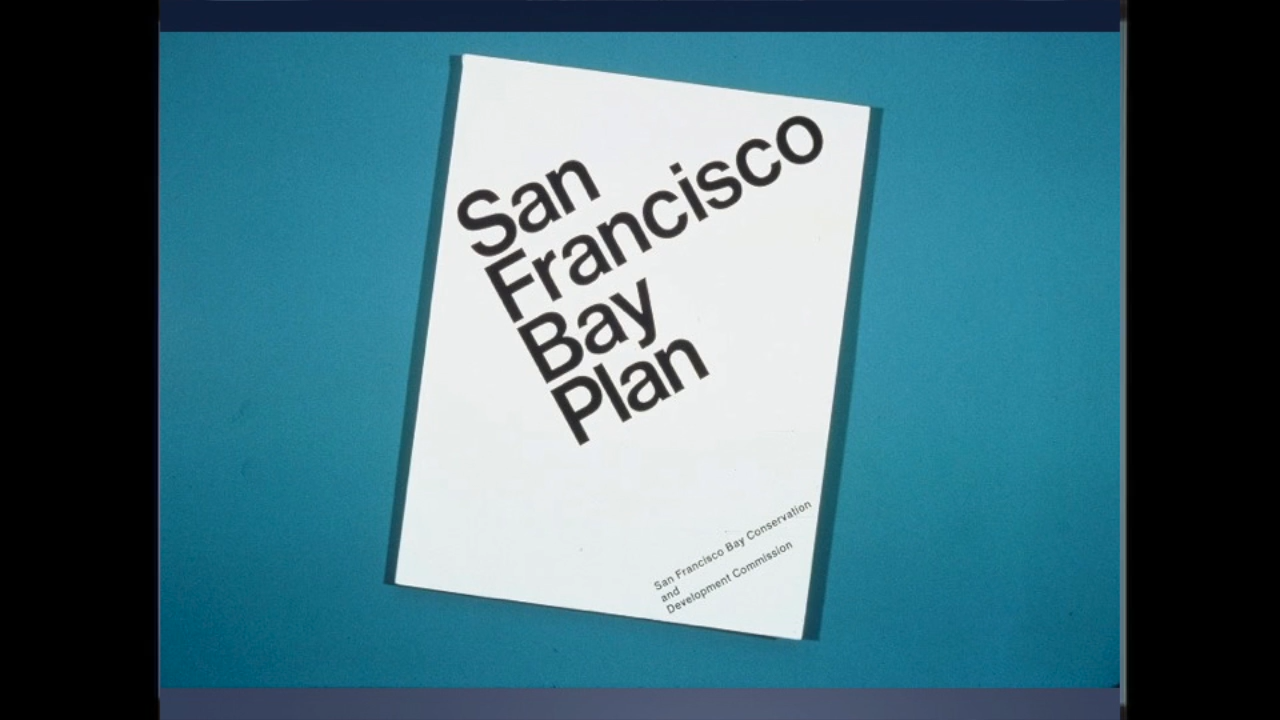 San
Francisco
Bay
Plan
San Francisco Bay Conservation
and
Development Commission